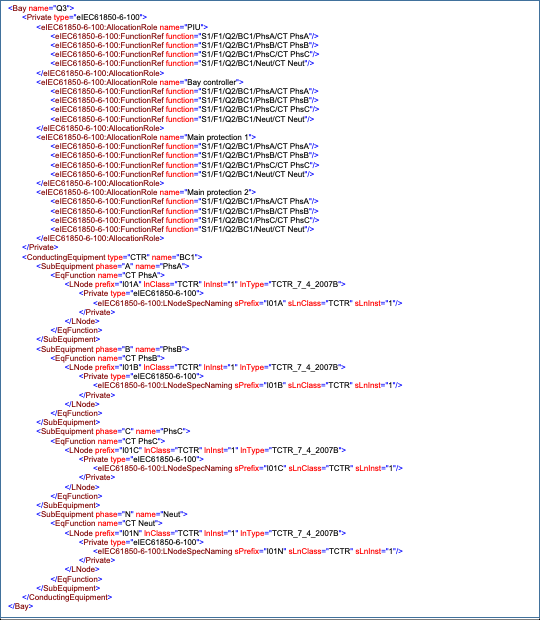 <Bay name="Q3">
<Private type="eIEC61850-6-100">
<eIEC61850-6-100:AllocationRole name="PIU">
<eIEC61850-6-100:FunctionRef function="S1/F1/Q2/BC1/PhsA/CT PhsA"/>
<eIEC61850-6-100:FunctionRef function="S1/F1/Q2/BC1/PhsB/CT PhsB"/>
<eIEC61850-6-100:FunctionRef function="S1/F1/Q2/BC1/PhsC/CT PhsC"/>
<eIEC61850-6-100:FunctionRef function="S1/F1/Q2/BC1/Neut/CT Neut"/>
</eIEC61850-6-100:AllocationRole>
<eIEC61850-6-100:AllocationRole name="Bay controller">
<eIEC61850-6-100:FunctionRef function="S1/F1/Q2/BC1/PhsA/CT PhsA"/>
<eIEC61850-6-100:FunctionRef function="S1/F1/Q2/BC1/PhsB/CT PhsB"/>
<eIEC61850-6-100:FunctionRef function="S1/F1/Q2/BC1/PhsC/CT PhsC"/>
<eIEC61850-6-100:FunctionRef function="S1/F1/Q2/BC1/Neut/CT Neut"/>
</eIEC61850-6-100:AllocationRole>
<eIEC61850-6-100:AllocationRole name="Main protection 1">
<eIEC61850-6-100:FunctionRef function="S1/F1/Q2/BC1/PhsA/CT PhsA"/>
<eIEC61850-6-100:FunctionRef function="S1/F1/Q2/BC1/PhsB/CT PhsB"/>
<eIEC61850-6-100:FunctionRef function="S1/F1/Q2/BC1/PhsC/CT PhsC"/>
<eIEC61850-6-100:FunctionRef function="S1/F1/Q2/BC1/Neut/CT Neut"/>
</eIEC61850-6-100:AllocationRole>
<eIEC61850-6-100:AllocationRole name="Main protection 2">
<eIEC61850-6-100:FunctionRef function="S1/F1/Q2/BC1/PhsA/CT PhsA"/>
<eIEC61850-6-100:FunctionRef function="S1/F1/Q2/BC1/PhsB/CT PhsB"/>
<eIEC61850-6-100:FunctionRef function="S1/F1/Q2/BC1/PhsC/CT PhsC"/>
<eIEC61850-6-100:FunctionRef function="S1/F1/Q2/BC1/Neut/CT Neut"/>
</eIEC61850-6-100:AllocationRole>
</Private>
<ConductingEquipment type="CTR" name="BC1">
<SubEquipment phase="A" name="PhsA">
<EqFunction name="CT PhsA">
<LNode prefix="I01A" lnClass="TCTR" lnInst="1" lnType="TCTR_7_4_2007B">
<Private type="eIEC61850-6-100">
<eIEC61850-6-100:LNodeSpecNaming sPrefix="I01A" sLnClass="TCTR" sLnInst="1"/>
</Private>
</LNode>
</EqFunction>
</SubEquipment>
<SubEquipment phase="B" name="PhsB">
<EqFunction name="CT PhsB">
<LNode prefix="I01B" lnClass="TCTR" lnInst="1" lnType="TCTR_7_4_2007B">
<Private type="eIEC61850-6-100">
<eIEC61850-6-100:LNodeSpecNaming sPrefix="I01B" sLnClass="TCTR" sLnInst="1"/>
</Private>
</LNode>
</EqFunction>
</SubEquipment>
<SubEquipment phase="C" name="PhsC">
<EqFunction name="CT PhsC">
<LNode prefix="I01C" lnClass="TCTR" lnInst="1" lnType="TCTR_7_4_2007B">
<Private type="eIEC61850-6-100">
<eIEC61850-6-100:LNodeSpecNaming sPrefix="I01C" sLnClass="TCTR" sLnInst="1"/>
</Private>
</LNode>
</EqFunction>
</SubEquipment>
<SubEquipment phase="N" name="Neut">
<EqFunction name="CT Neut">
<LNode prefix="I01N" lnClass="TCTR" lnInst="1" lnType="TCTR_7_4_2007B">
<Private type="eIEC61850-6-100">
<eIEC61850-6-100:LNodeSpecNaming sPrefix="I01N" sLnClass="TCTR" sLnInst="1"/>
</Private>
</LNode>
</EqFunction>
</SubEquipment>
</ConductingEquipment>
</Bay>